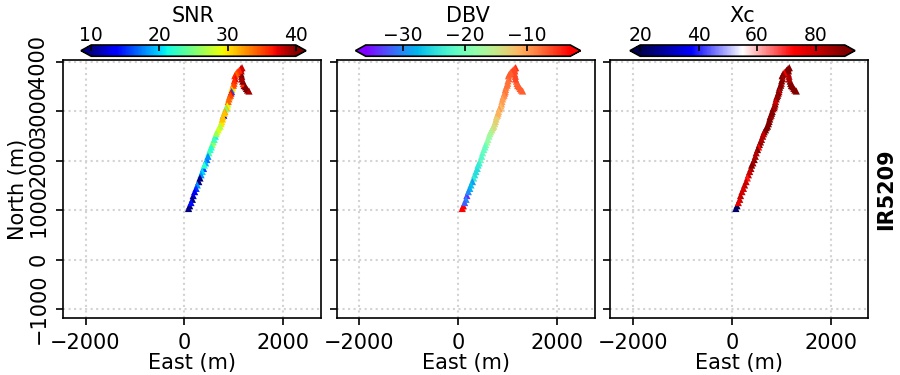 SNR
DBV
Xc
10 20 30 40
−30 −20 −10
20 40 60 80
North (m)
4000
3000
2000
1000
0
−1000
−2000 0 2000
−2000 0 2000
−2000 0 2000
East (m)
East (m)
East (m)
IR5209